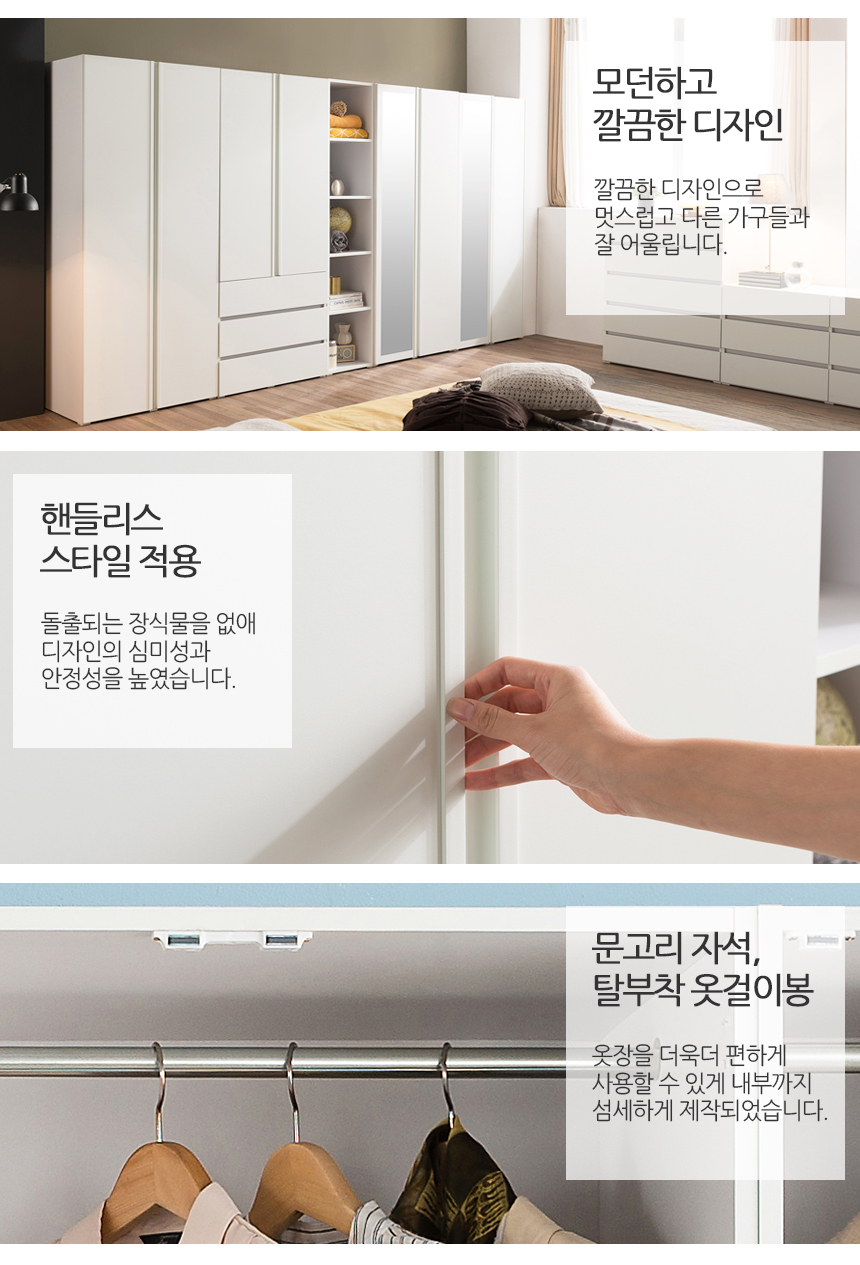 모던하고
깔끔한 디자인
깔끔한 디자인으로
멋스럽고 다른 가구들과
잘 어울립니다.
핸들리스
스타일 적용
돌출되는 장식물을 없애
디자인의 심미성과
안정성을 높였습니다.
문고리 자석,
탈부착 옷걸이봉
옷장을 더욱더 편하게
사용할 수 있게 내부까지
섬세하게 제작되었습니다.